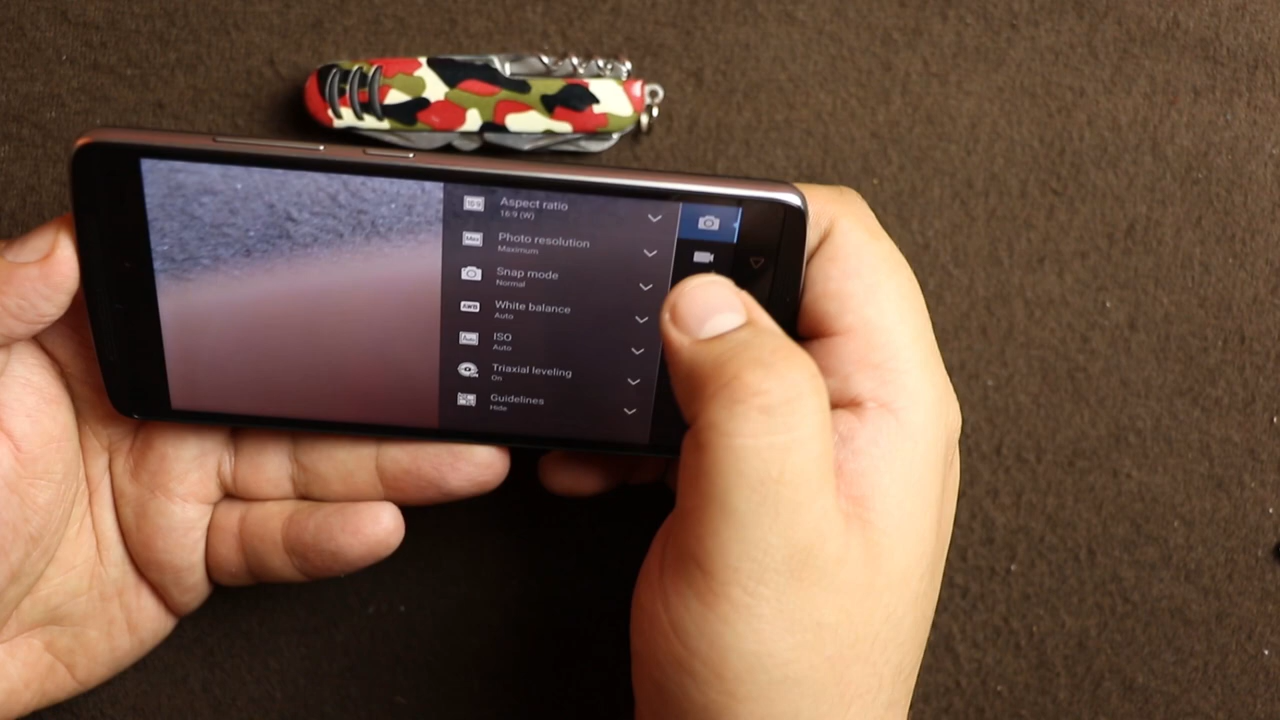 Aspect ratio
16:9 (W)
Photo resolution
Maximum
Snap mode
Normal
White balance
Auto
ISO
Auto
Triaxial leveling
On
Guidelines
Hide